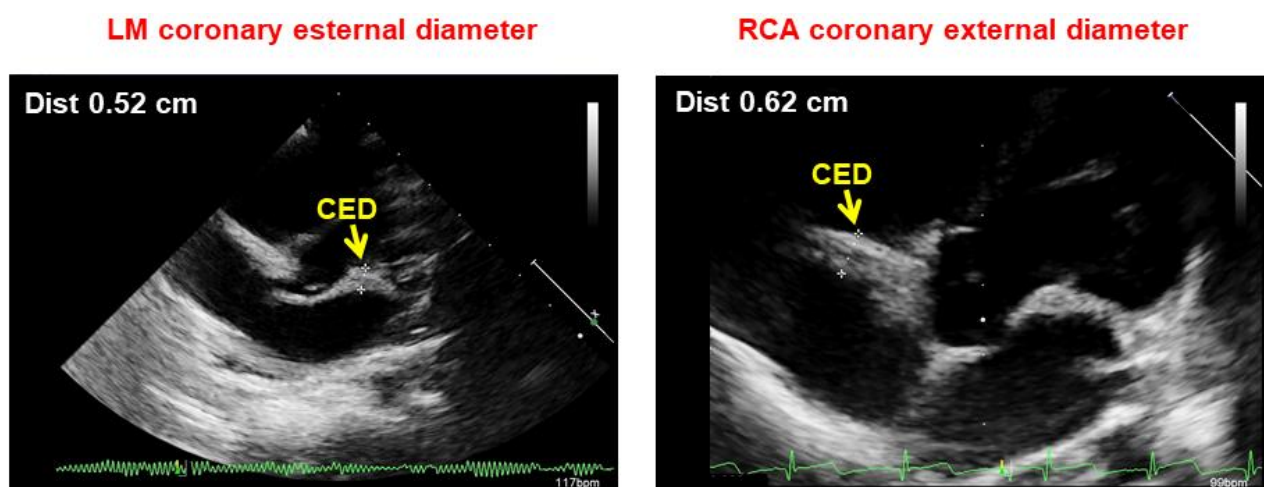 LM coronary esternal diameter
RCA coronary external diameter
Dist 0.52 cm
CED
117bpm
Dist 0.62 cm
CED
99bpm